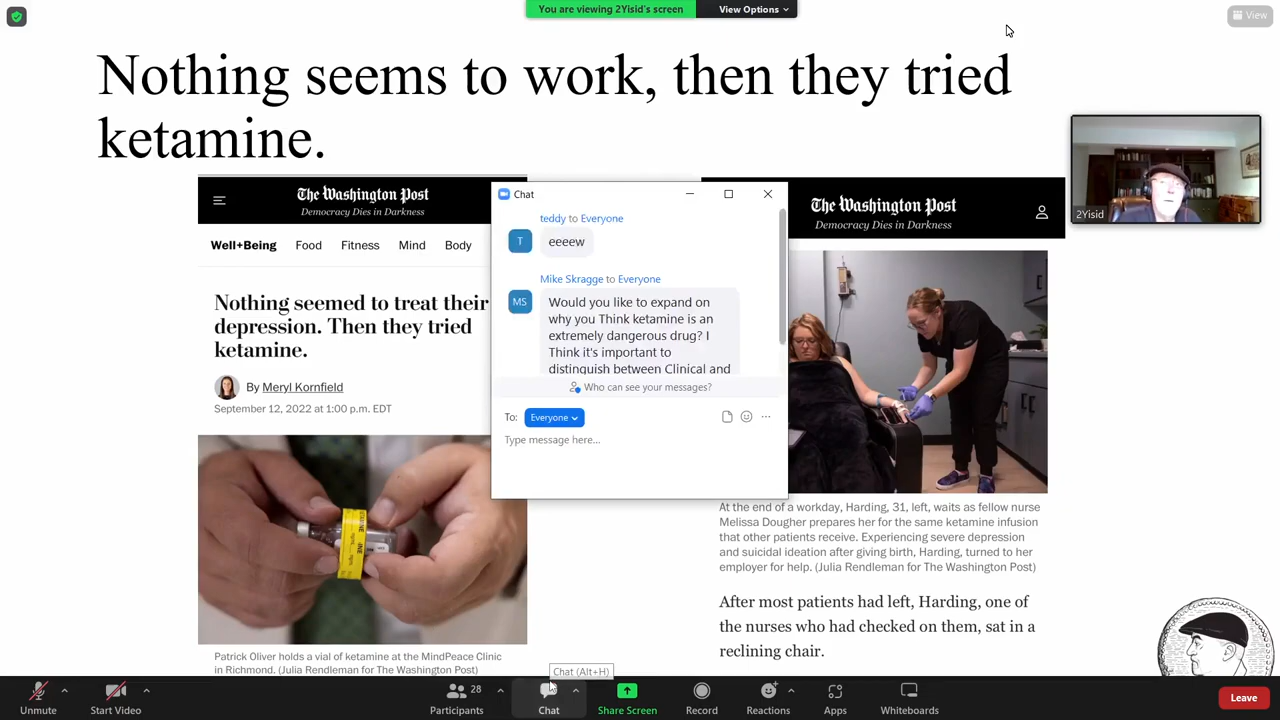 You are viewing 2Yisid's screen
View Options
View
Nothing seems to work, then they tried
ketamine.
2Yisid
The Washington Post
Democracy Dies in Darkness
Well+Being
Food
Fitness
Mind
Body
Nothing seemed to treat their
depression. Then they tried
ketamine.
By Meryl Kornfield
September 12, 2022 at 1:00 p.m. EDT
Patrick Oliver holds a vial of ketamine at the MindPeace Clinic
in Richmond. (Julia Rendleman for The Washington Post)
Chat
teddy to Everyone
T
eeeew
Mike Skragge to Everyone
MS
Would you like to expand on
why you Think ketamine is an
extremely dangerous drug? I
Think it's important to
distinguish between Clinical and
Who can see your messages?
To:
Everyone
Type message here...
The Washington Post
Democracy Dies in Darkness
At the end of a workday, Harding, 31, left, waits as fellow nurse
Melissa Dougher prepares her for the same ketamine infusion
that other patients receive. Experiencing severe depression
and suicidal ideation after giving birth, Harding, turned to her
employer for help. (Julia Rendleman for The Washington Post)
After most patients had left, Harding, one of
the nurses who had checked on them, sat in a
reclining chair.
Chat (Alt+H)
Unmute
Start Video
28
Participants
Chat
Share Screen
Record
Reactions
Apps
Whiteboards
Leave